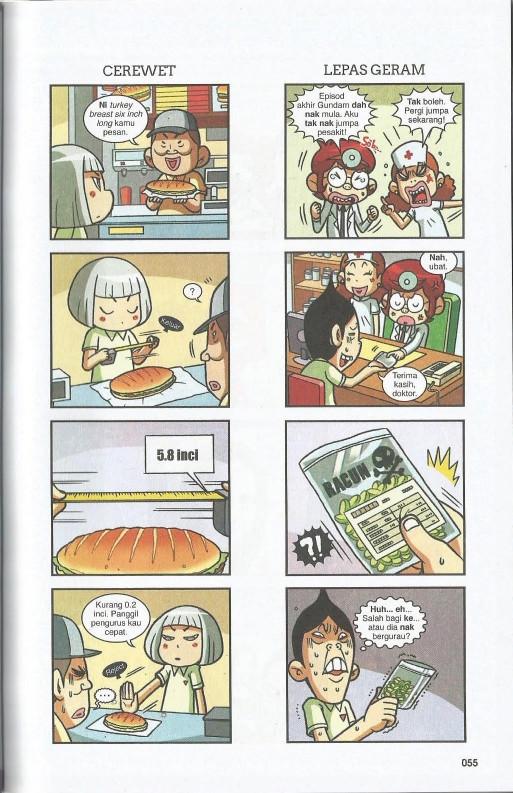 CEREWET
Ni turkey
breast six inch
long kamu
pesan.
?
Keluar
5.8 inci
Kurang 0.2
inci. Panggil
pengurus kau
cepat.
Reject
...
LEPAS GERAM
Episod
akhir Gundam dah
nak mula. Aku
tak nak jumpa
pesakit!
Tak boleh.
Pergi jumpa
sekarang!
Nah,
ubat.
Terima
kasih,
doktor.
RACUN
?!
Huh... eh...
Salah bagi ke...
atau dia nak
bergurau?
055